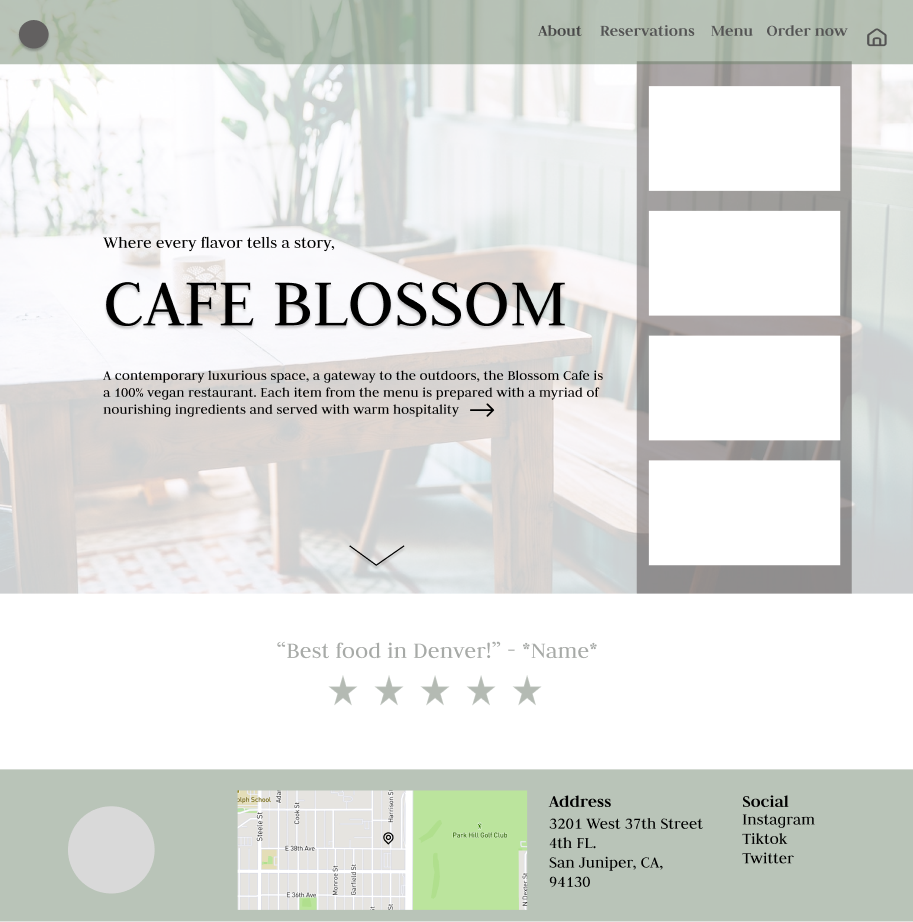 About Reservations Menu Order now
Where every flavor tells a story,
CAFE BLOSSOM
A contemporary luxurious space, a gateway to the outdoors, the Blossom Cafe is
a 100% vegan restaurant. Each item from the menu is prepared with a myriad of
nourishing ingredients and served with warm hospitality
“Best food in Denver!” - *Name*
olph School
Steele St
Cook St
Harrison S
E 38th Ave
Monroe St
Garfield St
E 36th Ave
St
Park Hill Golf Club
N Dexter St
Address
3201 West 37th Street
4th FL.
San Juniper, CA,
94130
Social
Instagram
Tiktok
Twitter